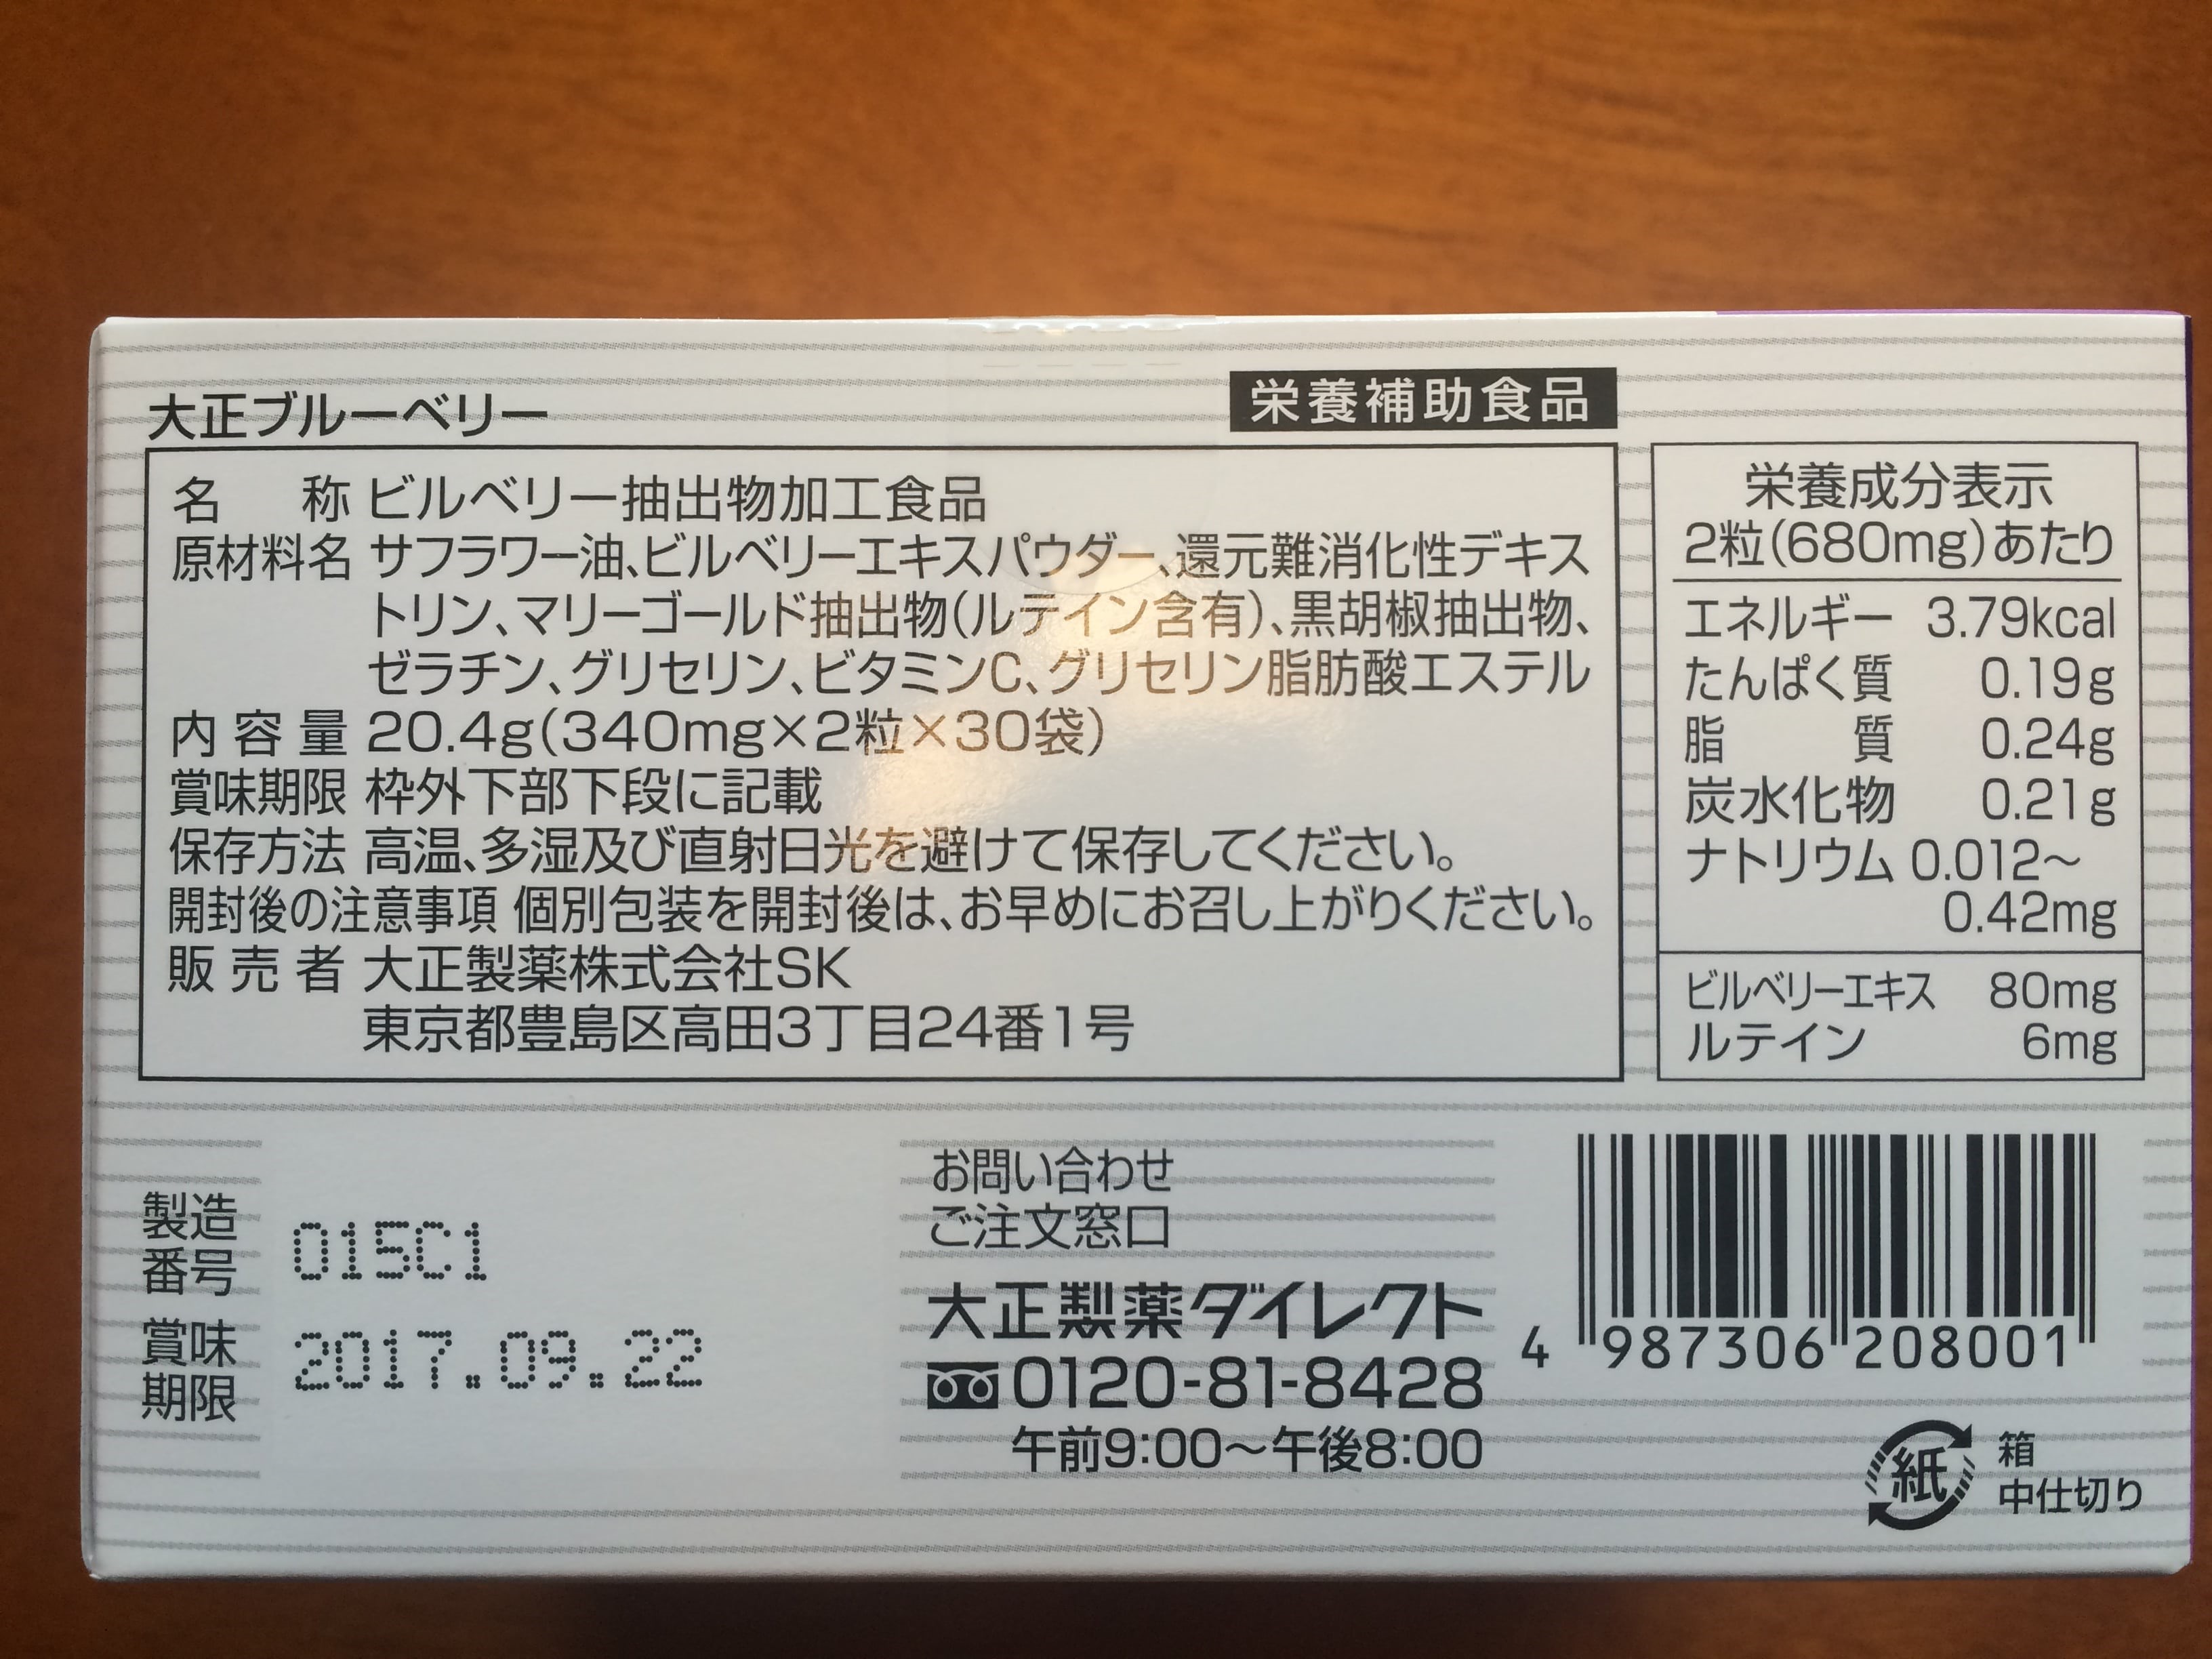 大正ブルーベリー
栄養補助食品
名　称 ビルベリー抽出物加工食品
原材料名 サフラワー油、ビルベリーエキスパウダー、還元難消化性デキス
トリン、マリーゴールド抽出物(ルテイン含有)、黒胡椒抽出物、
ゼラチン、グリセリン、ビタミンC、グリセリン脂肪酸エステル
内容量 20.4g(340mg×2粒×30袋)
賞味期限 枠外下部下段に記載
保存方法 高温、多湿及び直射日光を避けて保存してください。
開封後の注意事項 個別包装を開封後は、お早めにお召し上がりください。
販売者 大正製薬株式会社SK
東京都豊島区高田3丁目24番1号
栄養成分表示
2粒(680mg)あたり
エネルギー 3.79kcal
たんぱく質 0.19g
脂質 0.24g
炭水化物 0.21g
ナトリウム 0.012～
0.42mg
ビルベリーエキス 80mg
ルテイン 6mg
製造
番号
015C1
賞味
期限
2017.09.22
お問い合わせ
ご注文窓口
大正製薬ダイレクト
0120-81-8428
午前9:00～午後8:00
4 987306 208001
紙
箱
中仕切り